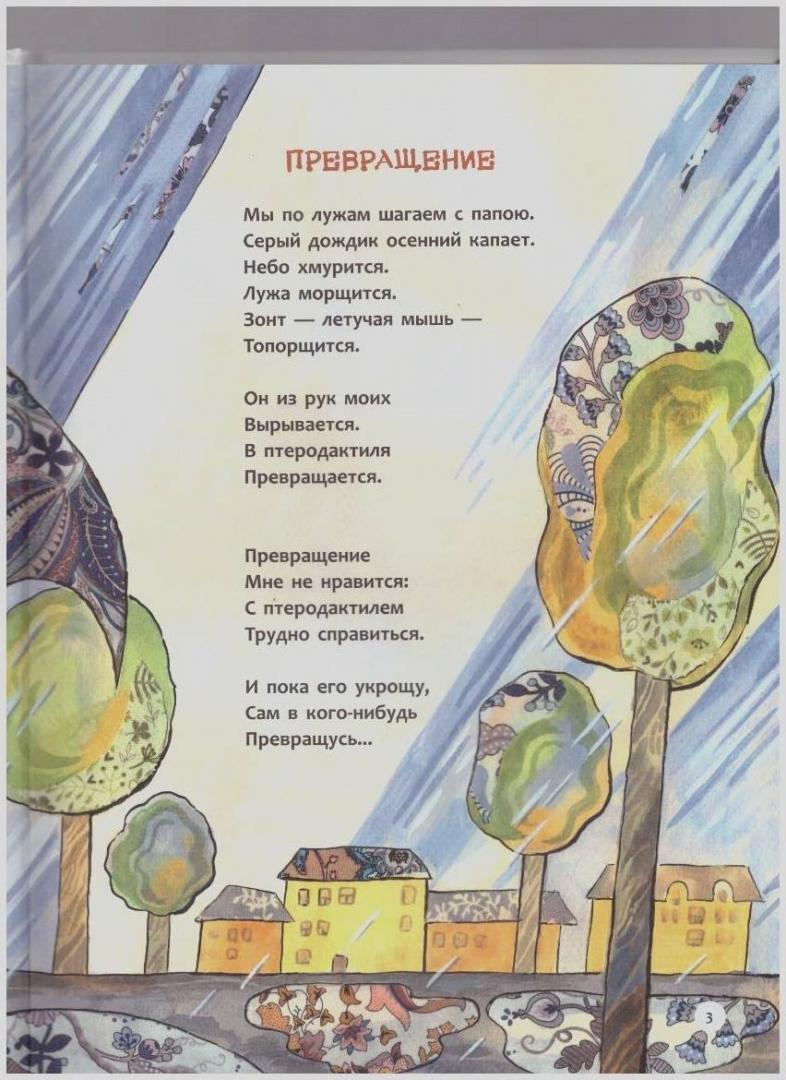 ПРЕВРАЩЕНИЕ
Мы по лужам шагаем с папою.
Серый дождик осенний капает.
Небо хмурится.
Лужа морщится.
Зонт — летучая мышь —
Топорщится.
Он из рук моих
Вырывается.
В птеродактиля
Превращается.
Превращение
Мне не нравится:
С птеродактилем
Трудно справиться.
И пока его укрощу,
Сам в кого-нибудь
Превращусь...
3